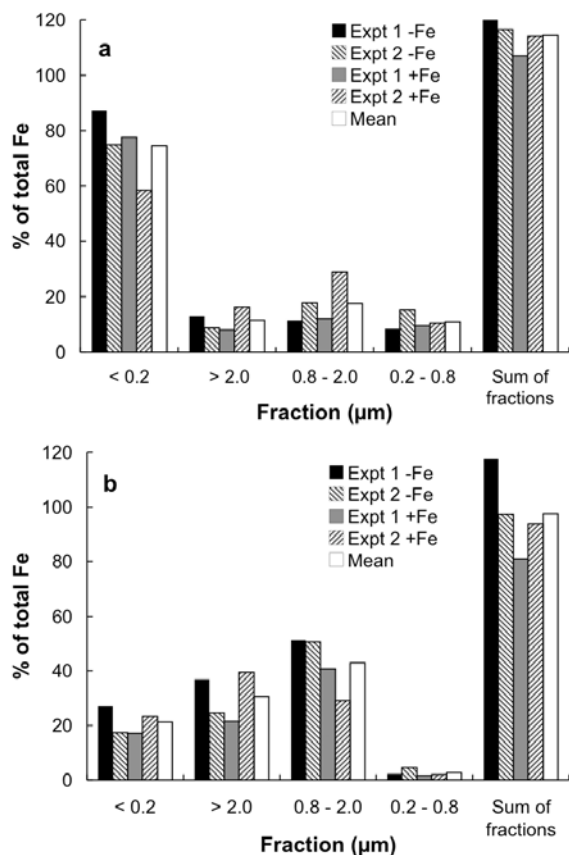 a
Expt 1 -Fe
Expt 2 -Fe
Expt 1 +Fe
Expt 2 +Fe
Mean
% of total Fe
120
100
80
60
40
20
0
< 0.2
> 2.0
0.8 - 2.0
0.2 - 0.8
Sum of
fractions
Fraction (µm)
b
Expt 1 -Fe
Expt 2 -Fe
Expt 1 +Fe
Expt 2 +Fe
Mean
% of total Fe
120
100
80
60
40
20
0
< 0.2
> 2.0
0.8 - 2.0
0.2 - 0.8
Sum of
fractions
Fraction (µm)